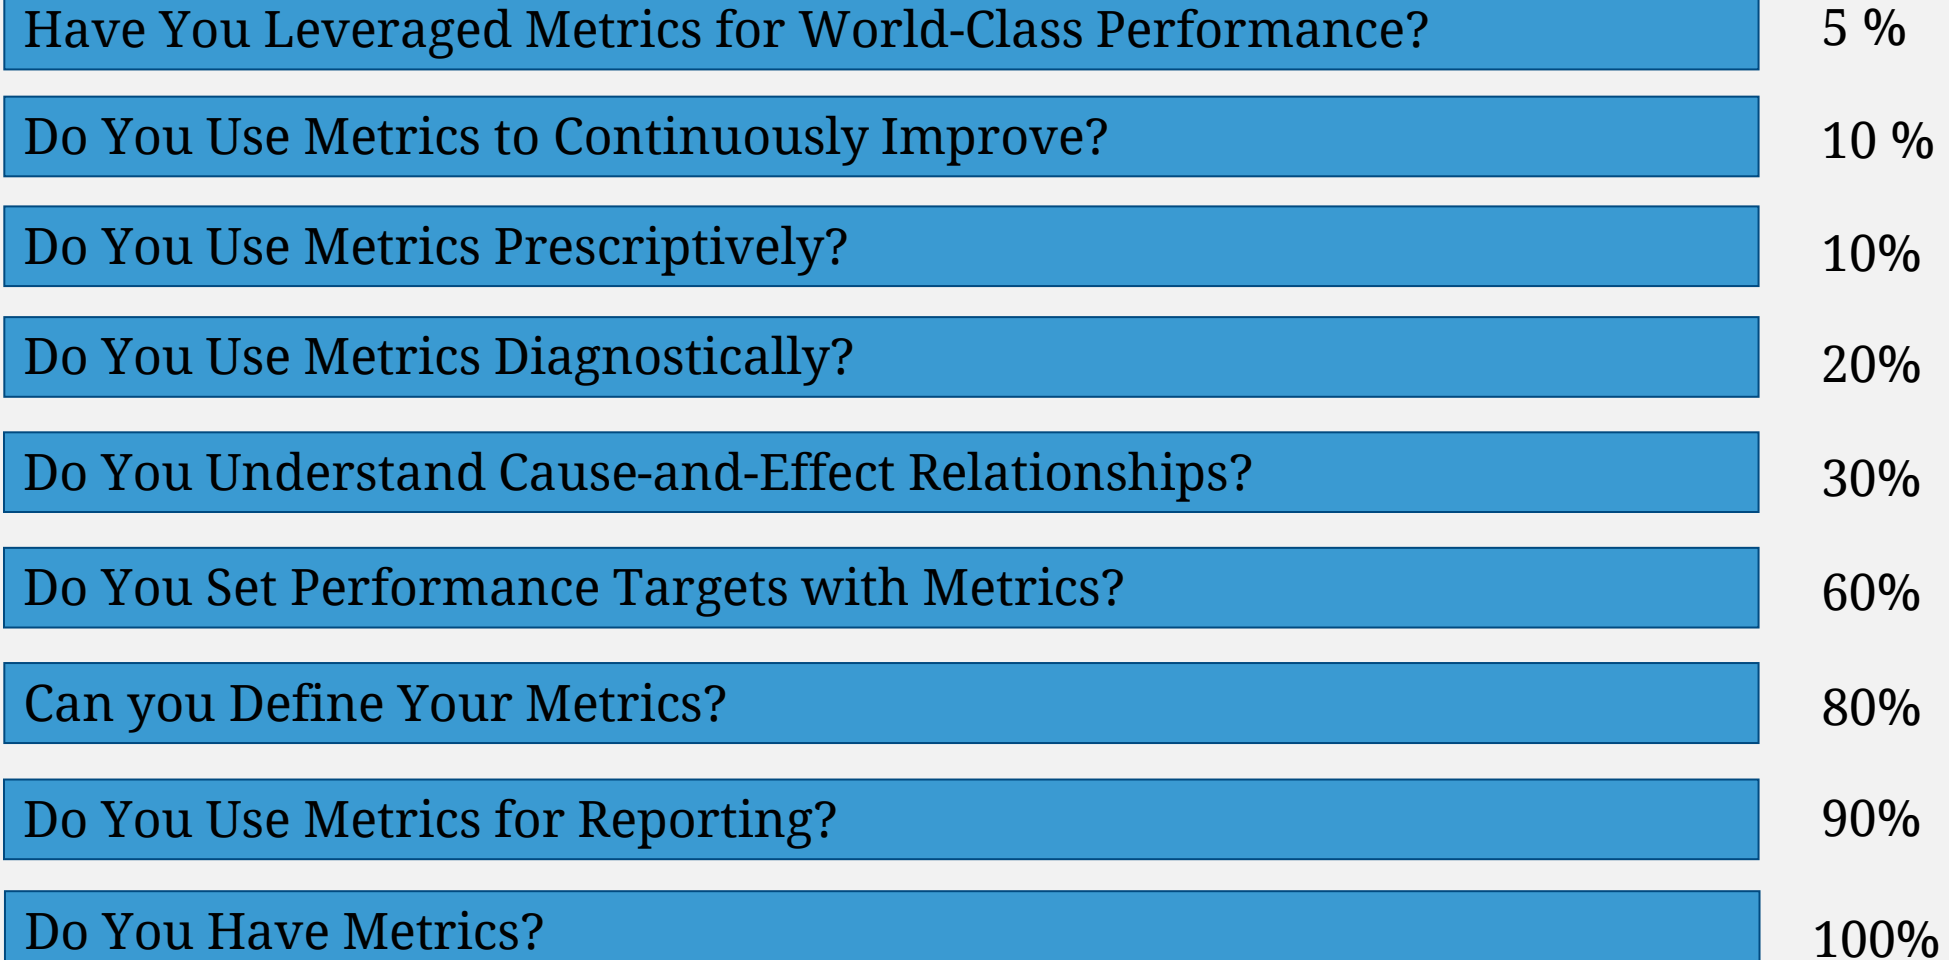 Have You Leveraged Metrics for World-Class Performance? 5 %
Do You Use Metrics to Continuously Improve? 10 %
Do You Use Metrics Prescriptively? 10%
Do You Use Metrics Diagnostically? 20%
Do You Understand Cause-and-Effect Relationships? 30%
Do You Set Performance Targets with Metrics? 60%
Can you Define Your Metrics? 80%
Do You Use Metrics for Reporting? 90%
Do You Have Metrics? 100%